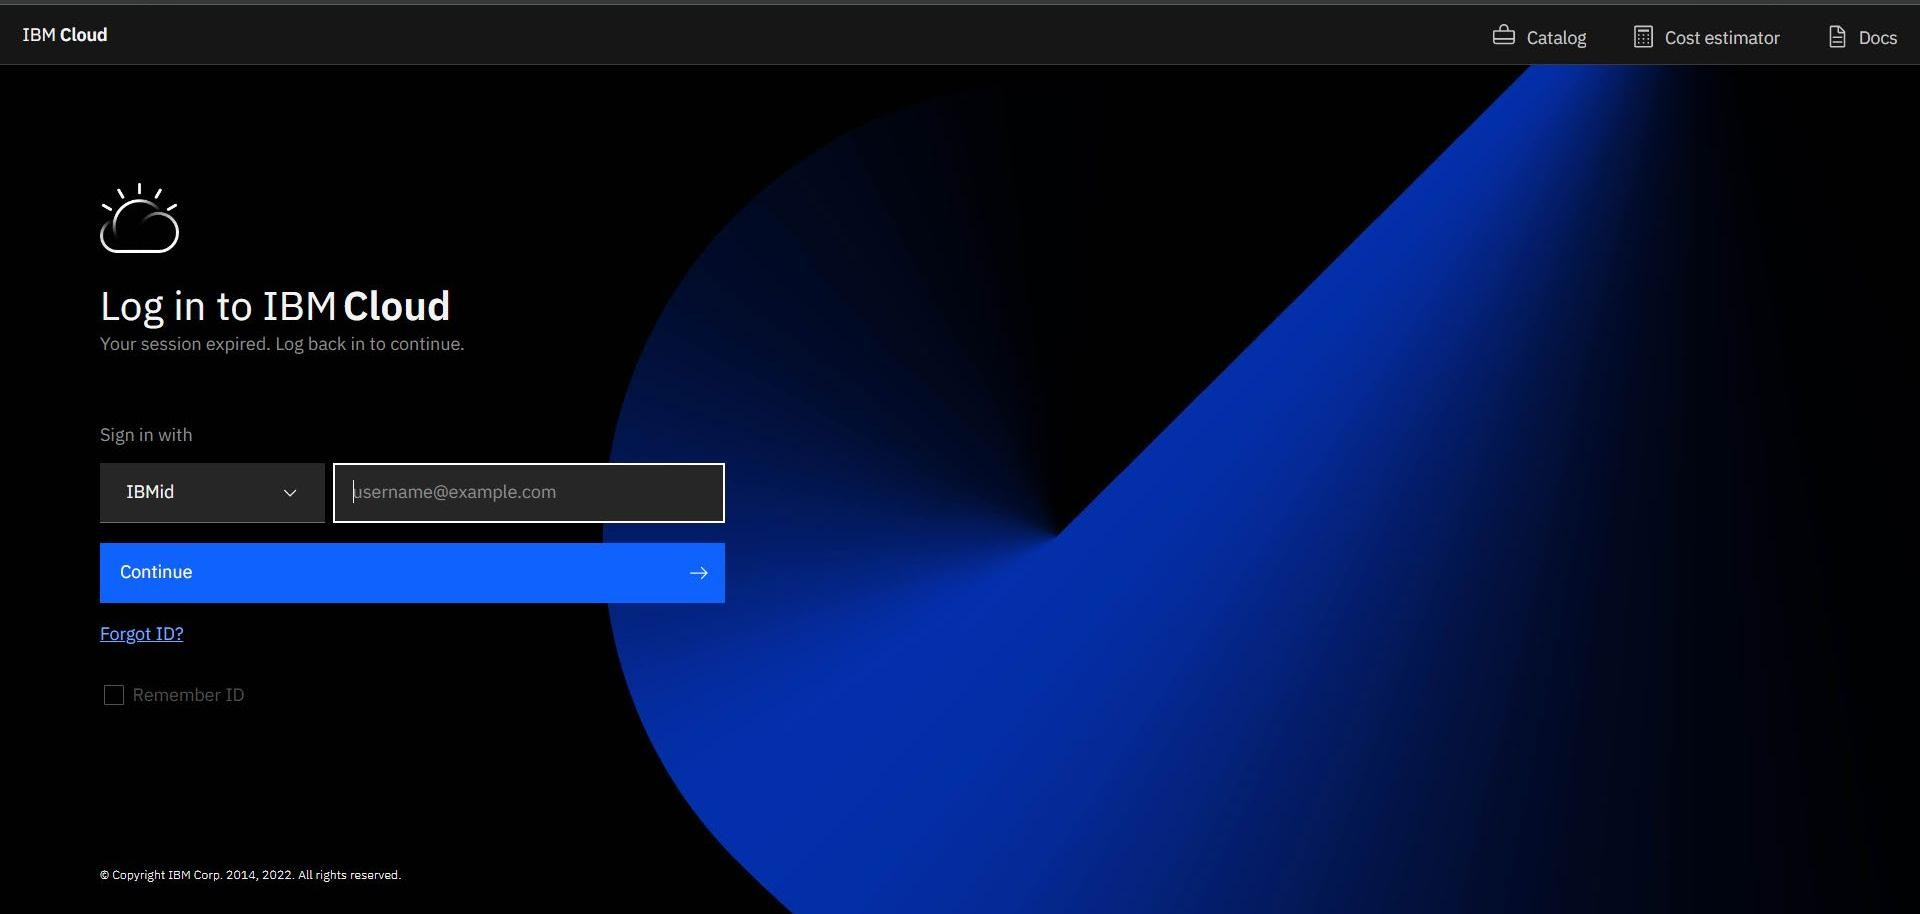 IBM Cloud
Catalog
Cost estimator
Docs
Log in to IBM Cloud
Your session expired. Log back in to continue.
Sign in with
IBMid
username@example.com
Continue
Forgot ID?
Remember ID
© Copyright IBM Corp. 2014, 2022. All rights reserved.